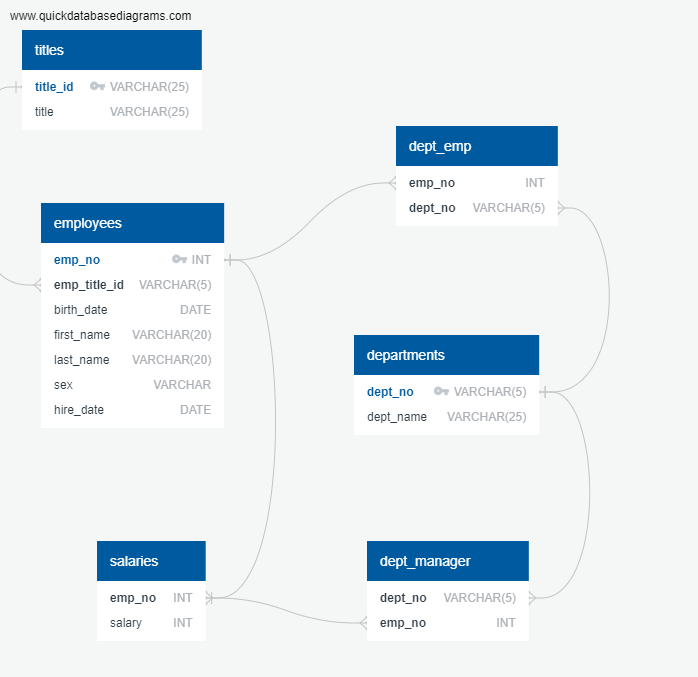 www.quickdatabasediagrams.com
titles
title_id VARCHAR(25)
title VARCHAR(25)
dept_emp
emp_no INT
dept_no VARCHAR(5)
employees
emp_no INT
emp_title_id VARCHAR(5)
birth_date DATE
first_name VARCHAR(20)
last_name VARCHAR(20)
sex VARCHAR
hire_date DATE
departments
dept_no VARCHAR(5)
dept_name VARCHAR(25)
salaries
emp_no INT
salary INT
dept_manager
dept_no VARCHAR(5)
emp_no INT